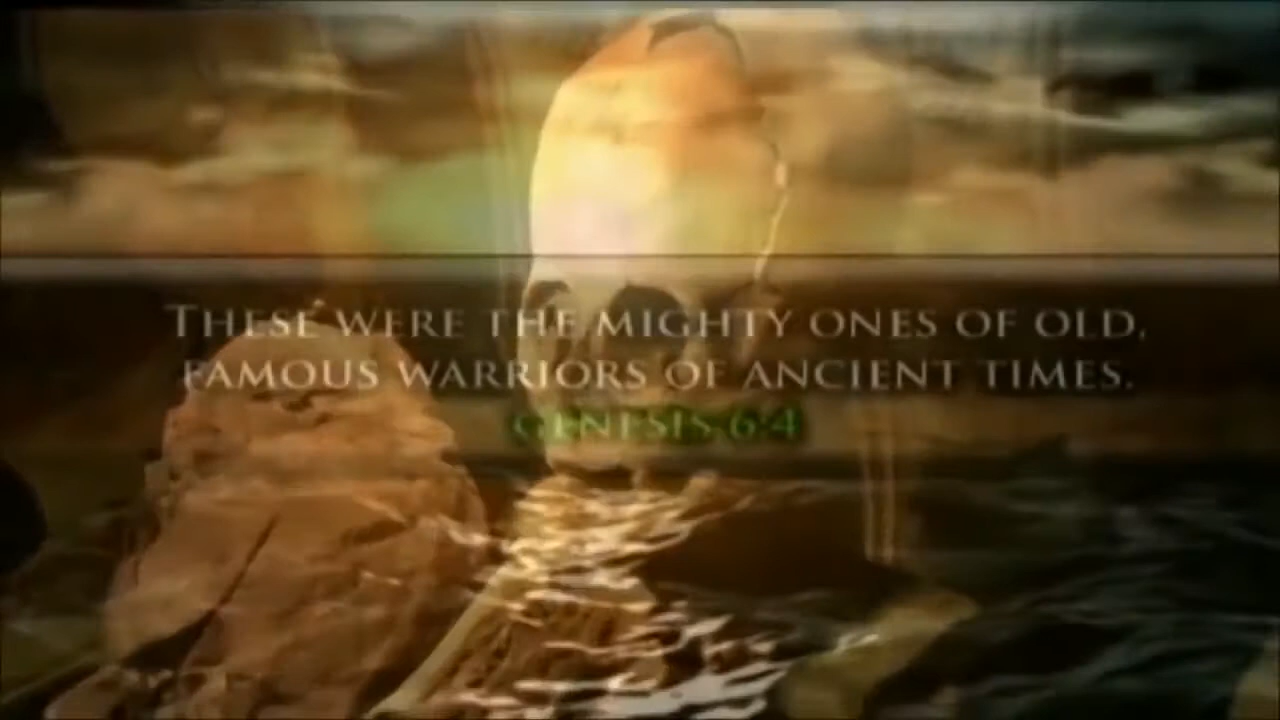 THESE WERE THE MIGHTY ONES OF OLD,
FAMOUS WARRIORS OF ANCIENT TIMES.
GENESIS 6:4